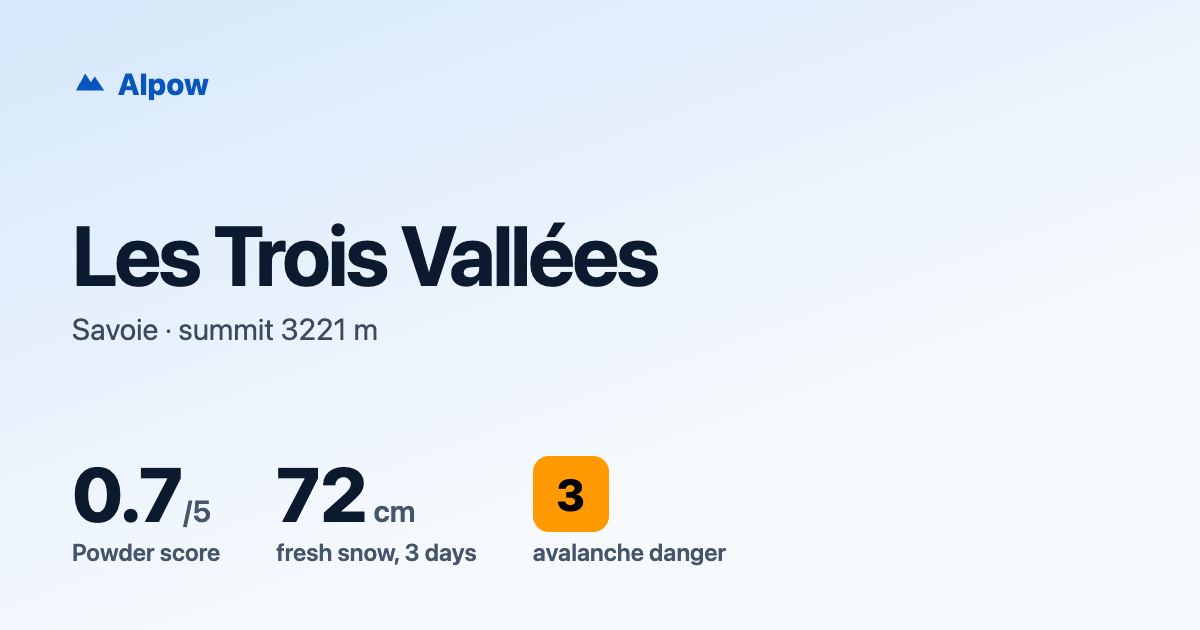 Alpow
Les Trois Vallées
Savoie · summit 3221 m
0.7/5
Powder score
72 cm
fresh snow, 3 days
3
avalanche danger